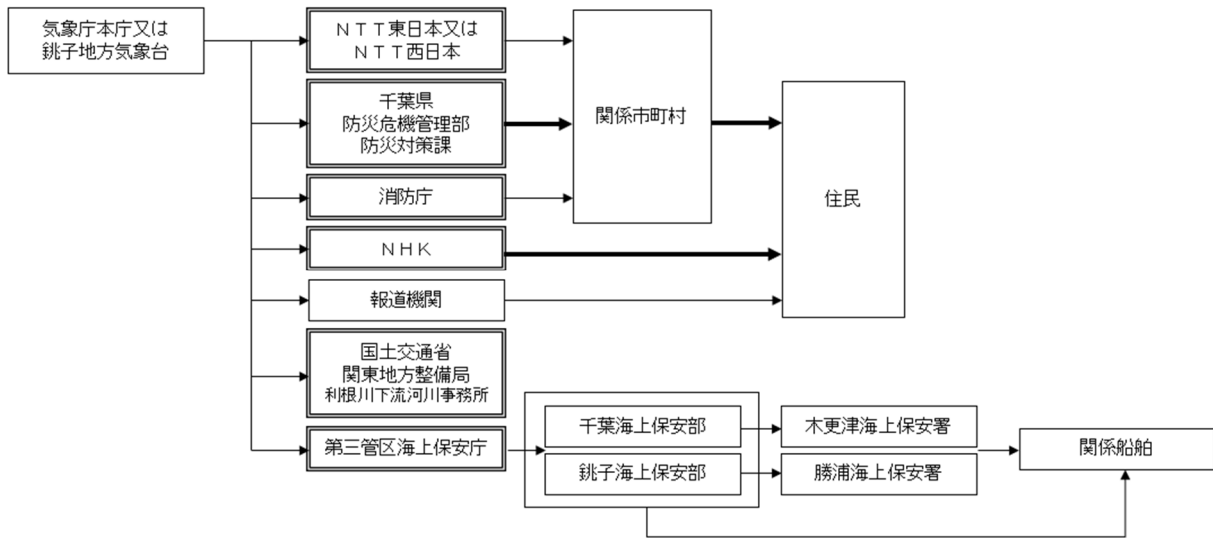 気象庁本庁又は
銚子地方気象台
ＮＴＴ東日本又は
ＮＴＴ西日本
千葉県
防災危機管理部
防災対策課
消防庁
ＮＨＫ
報道機関
国土交通省
関東地方整備局
利根川下流河川事務所
第三管区海上保安庁
関係市町村
住民
千葉海上保安部
銚子海上保安部
木更津海上保安署
勝浦海上保安署
関係船舶